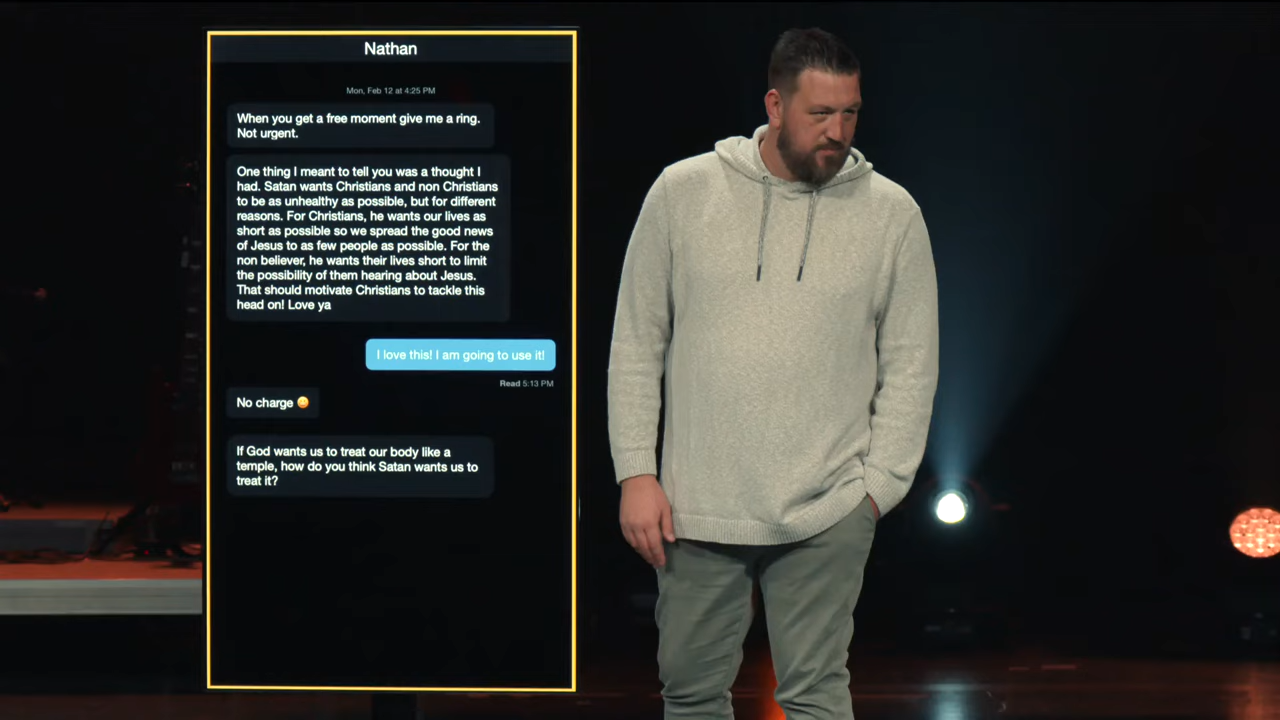 Nathan
Mon, Feb 12 at 4:25 PM
When you get a free moment give me a ring.
Not urgent.
One thing I meant to tell you was a thought I
had. Satan wants Christians and non Christians
to be as unhealthy as possible, but for different
reasons. For Christians, he wants our lives as
short as possible so we spread the good news
of Jesus to as few people as possible. For the
non believer, he wants their lives short to limit
the possibility of them hearing about Jesus.
That should motivate Christians to tackle this
head on! Love ya
I love this! I am going to use it!
Read 5:13 PM
No charge 😀
If God wants us to treat our body like a
temple, how do you think Satan wants us to
treat it?